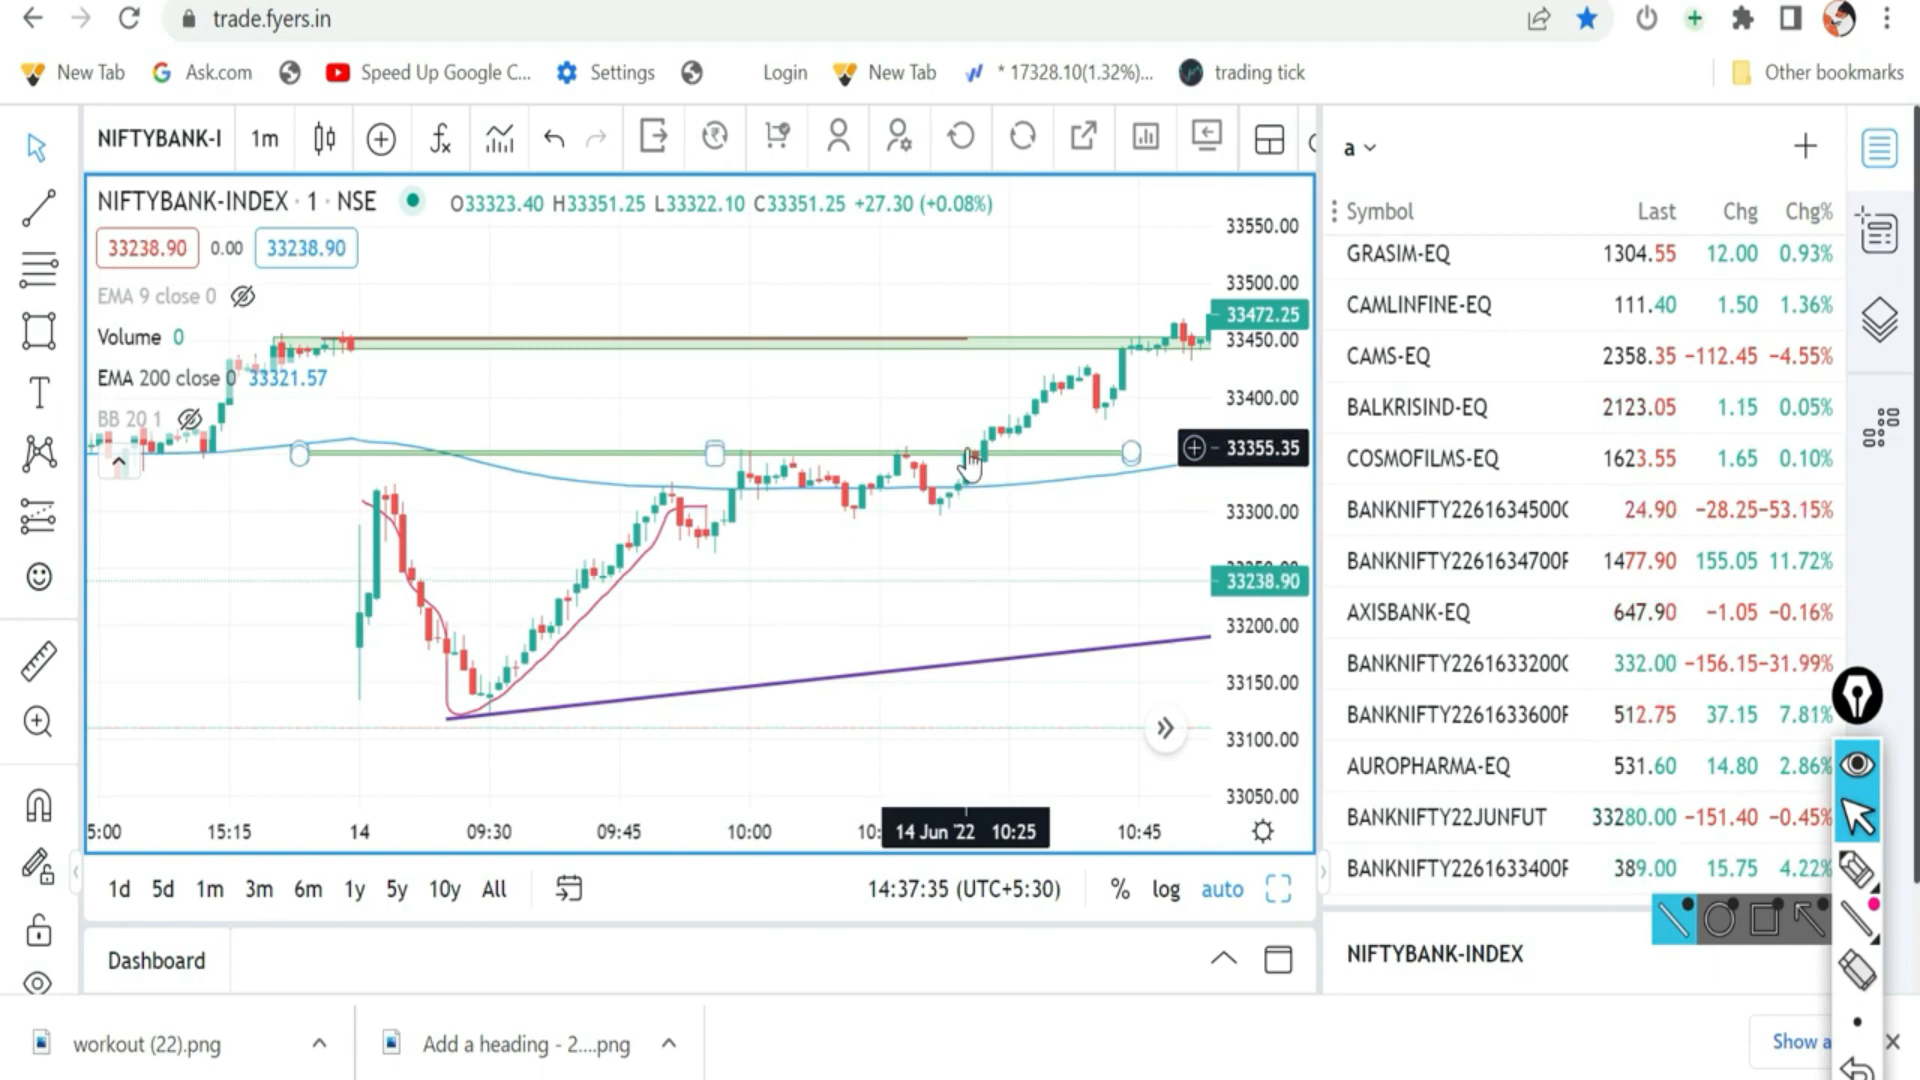 trade.fyers.in
New Tab Ask.com Speed Up Google C... Settings Login New Tab * 17328.10(1.32%)... trading tick Other bookmarks
NIFTYBANK-I 1m
NIFTYBANK-INDEX · 1 · NSE O33323.40 H33351.25 L33322.10 C33351.25 +27.30 (+0.08%)
33238.90 0.00 33238.90
EMA 9 close 0
Volume 0
EMA 200 close 0 33321.57
BB 20 1
33550.00
33500.00
33472.25
33450.00
33400.00
33355.35
33300.00
33238.90
33200.00
33150.00
33100.00
33050.00
5:00 15:15 14 09:30 09:45 10:00 10: 14 Jun '22 10:25 10:45
1d 5d 1m 3m 6m 1y 5y 10y All 14:37:35 (UTC+5:30) % log auto
Dashboard
a
Symbol Last Chg Chg%
GRASIM-EQ 1304.55 12.00 0.93%
CAMLINFINE-EQ 111.40 1.50 1.36%
CAMS-EQ 2358.35 −112.45 −4.55%
BALKRISIND-EQ 2123.05 1.15 0.05%
COSMOFILMS-EQ 1623.55 1.65 0.10%
BANKNIFTY2261634500C 24.90 −28.25 −53.15%
BANKNIFTY2261634700P 1477.90 155.05 11.72%
AXISBANK-EQ 647.90 −1.05 −0.16%
BANKNIFTY2261633200C 332.00 −156.15 −31.99%
BANKNIFTY2261633600P 512.75 37.15 7.81%
AUROPHARMA-EQ 531.60 14.80 2.86%
BANKNIFTY22JUNFUT 33280.00 −151.40 −0.45%
BANKNIFTY2261633400P 389.00 15.75 4.22%
NIFTYBANK-INDEX
workout (22).png Add a heading - 2....png Show a